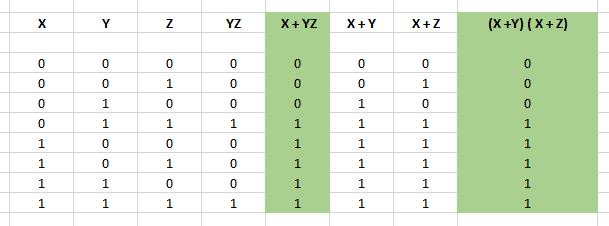 X Y Z YZ X + YZ X + Y X + Z (X +Y) ( X + Z)
0 0 0 0 0 0 0 0
0 0 1 0 0 0 1 0
0 1 0 0 0 1 0 0
0 1 1 1 1 1 1 1
1 0 0 0 1 1 1 1
1 0 1 0 1 1 1 1
1 1 0 0 1 1 1 1
1 1 1 1 1 1 1 1